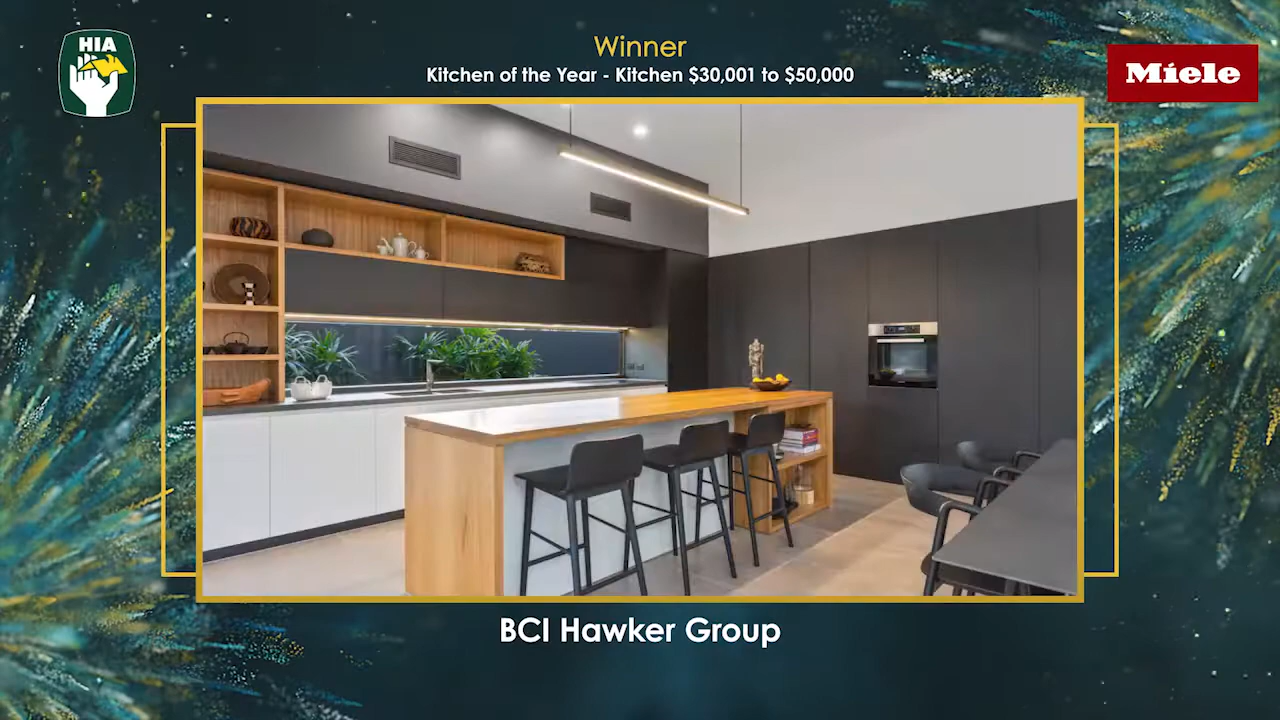 HIA
Winner
Kitchen of the Year - Kitchen $30,001 to $50,000
Miele
BCI Hawker Group